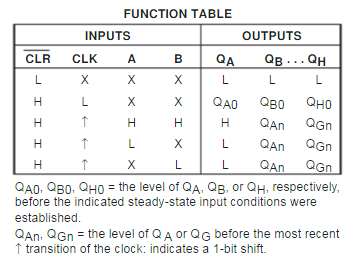 FUNCTION TABLE
INPUTS OUTPUTS
CLR CLK A B QA QB . . . QH
L X X X L L L
H L X X QA0 QB0 QH0
H ↑ H H H QAn QGn
H ↑ L X L QAn QGn
H ↑ X L L QAn QGn
QA0, QB0, QH0 = the level of QA, QB, or QH, respectively,
before the indicated steady-state input conditions were
established.
QAn, QGn = the level of QA or QG before the most recent
↑ transition of the clock: indicates a 1-bit shift.